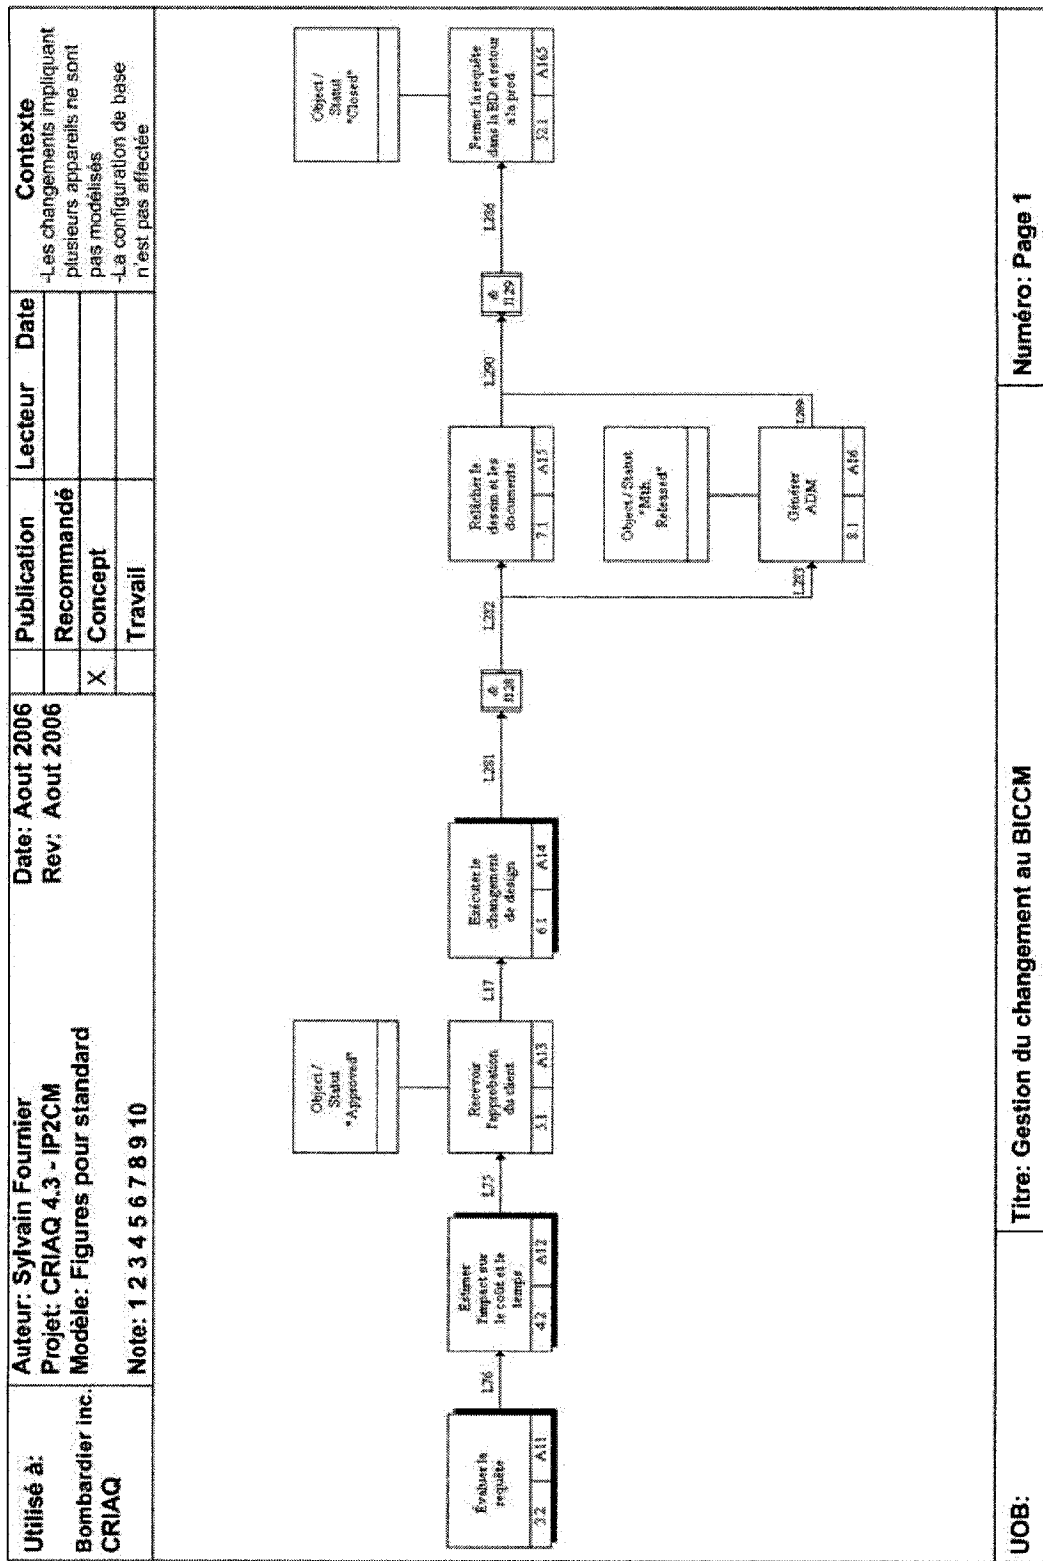 Utilisé à:
Bombardier inc.
CRIAQ
Auteur: Sylvain Fournier
Projet: CRIAQ 4.3 - IP2CM
Modèle: Figures pour standard
Note: 1 2 3 4 5 6 7 8 9 10
Date: Aout 2006
Rev: Aout 2006
Publication
Recommandé
X Concept
Travail
Lecteur Date
Contexte
-Les changements impliquant
plusieurs appareils ne sont
pas modélisés
-La configuration de base
n'est pas affectée
Évaluer la
requête
3.2 A11
L76
Estimer
l'impact sur
le coût et le
temps
4.2 A12
L75
Object /
Statut
"Approved"
Recevoir
l'approbation
du client
5.1 A13
L17
Exécuter le
changement
de design
6.1 A14
L281
&
J128
L282
L283
Relâcher le
dessin et les
documents
7.1 A15
Object / Statut
"Mth.
Released"
Générer
ADM
8.1 A16
L289
L290
&
J129
L286
Object /
Statut
"Closed"
Fermer la requête
dans la BD et retour
à la prod.
A165
UOB:
Titre: Gestion du changement au BICCM
Numéro: Page 1